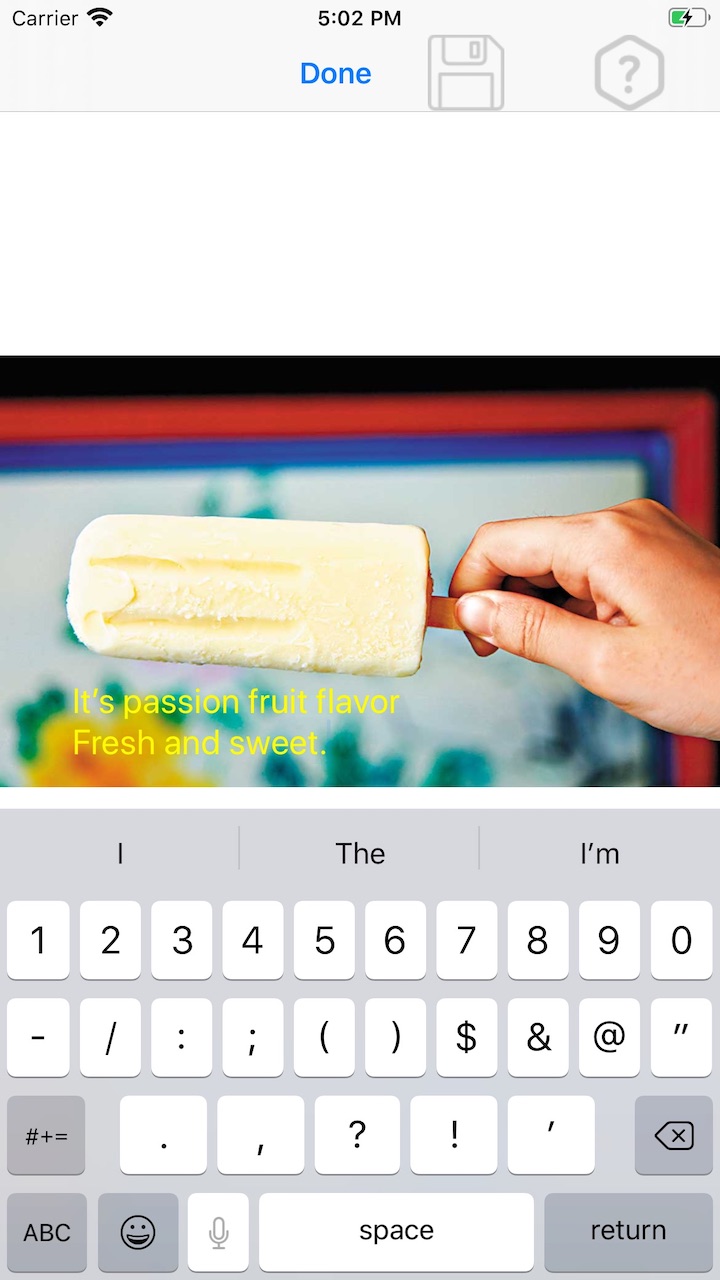 Carrier 5:02 PM
Done
?
It's passion fruit flavor
Fresh and sweet.
I The I’m
1 2 3 4 5 6 7 8 9 0
- / : ; ( ) $ & @ "
#+= . , ? ! ′
ABC space return